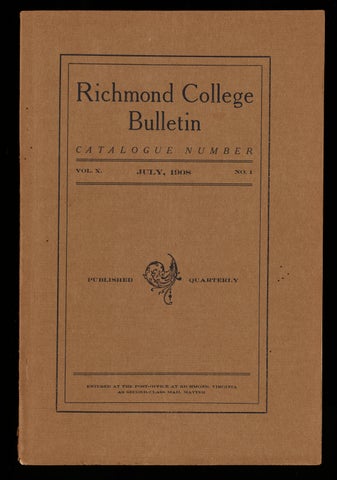 Richmond College
Bulletin
CATALOGUE NUMBER
VOL. X. JULY, 1908 NO. 1
PUBLISHED QUARTERLY
ENTERED AT THE POST-OFFICE AT RICHMOND, VIRGINIA
AS SECOND-CLASS MAIL MATTER